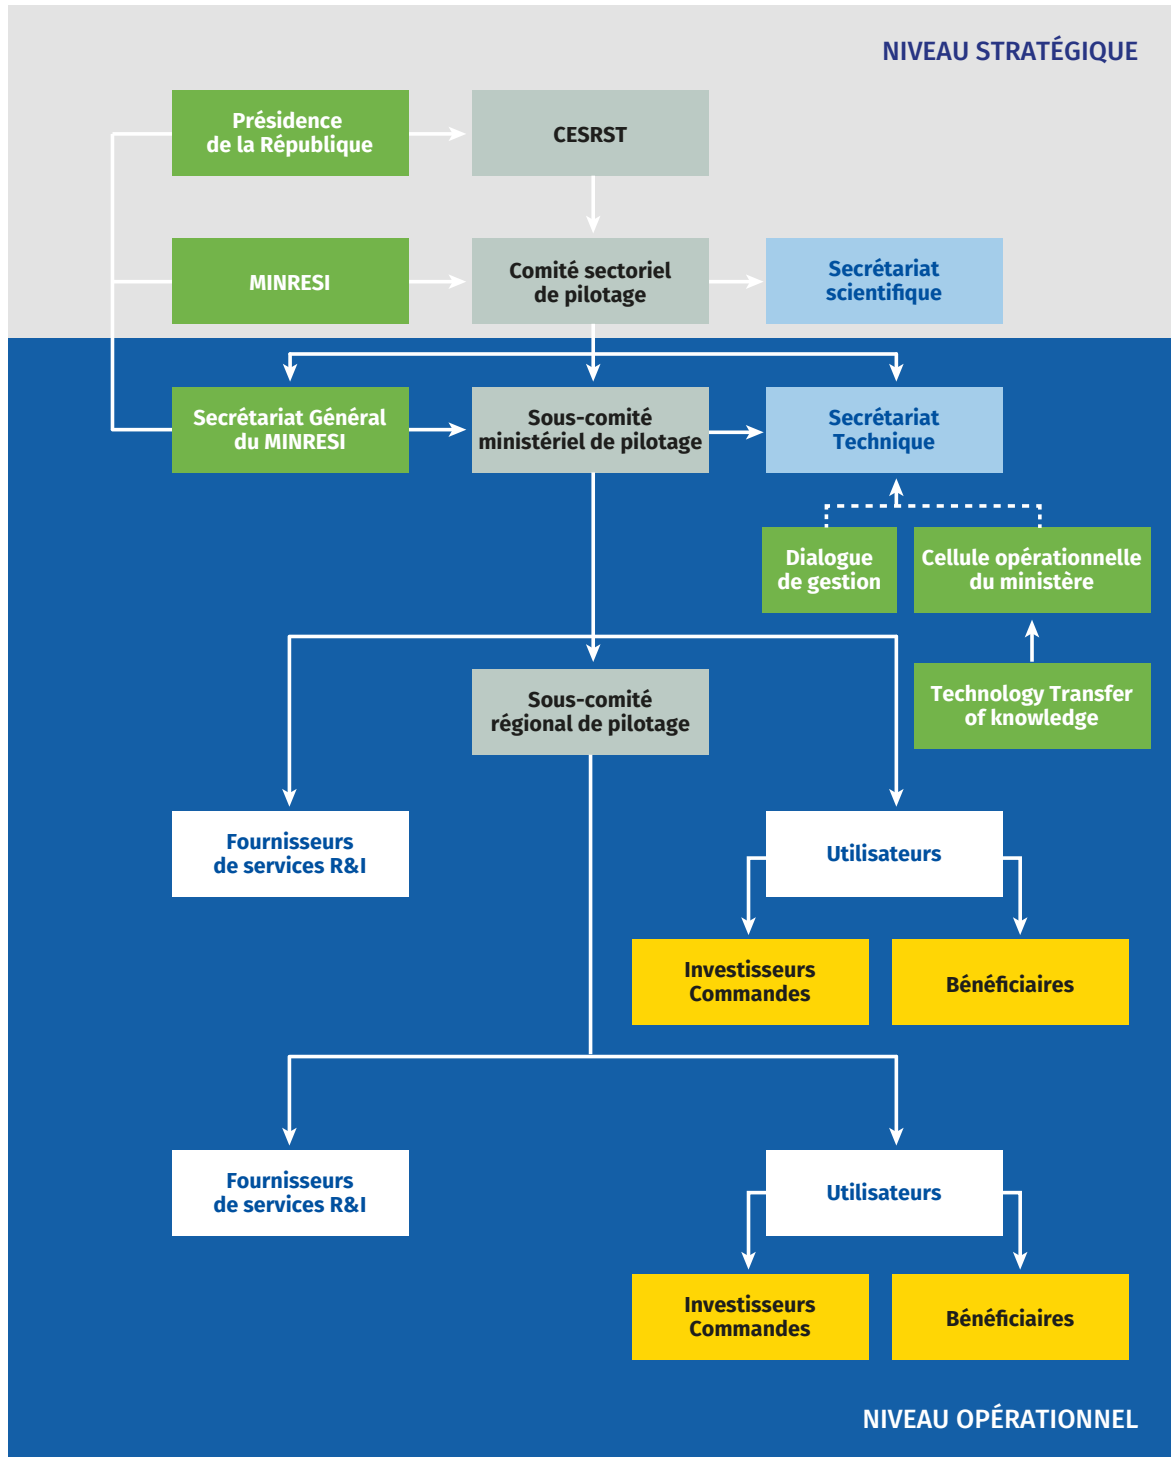 NIVEAU STRATÉGIQUE
Présidence
de la République
CESRST
MINRESI
Comité sectoriel
de pilotage
Secrétariat
scientifique
Secrétariat Général
du MINRESI
Sous-comité
ministériel de pilotage
Secrétariat
Technique
Dialogue
de gestion
Cellule opérationnelle
du ministère
Sous-comité
régional de pilotage
Technology Transfer
of knowledge
Fournisseurs
de services R&I
Utilisateurs
Investisseurs
Commandes
Bénéficiaires
Fournisseurs
de services R&I
Utilisateurs
Investisseurs
Commandes
Bénéficiaires
NIVEAU OPÉRATIONNEL